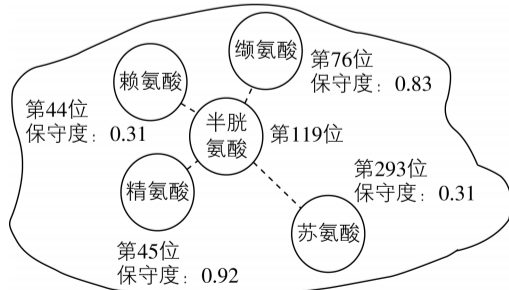 缬氨酸
第76位
保守度：0.83
赖氨酸
第44位
保守度：0.31
半胱
氨酸
第119位
精氨酸
第45位
保守度：0.92
第293位
保守度：0.31
苏氨酸